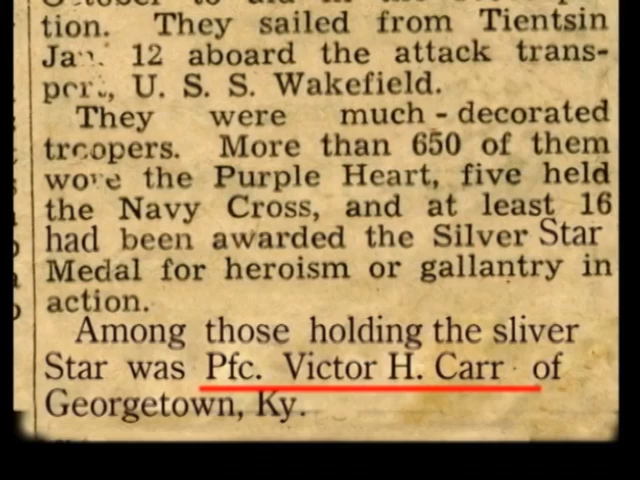 tion. They sailed from Tientsin
Jan. 12 aboard the attack trans-
port, U. S. S. Wakefield.
They were much-decorated
troopers. More than 650 of them
wore the Purple Heart, five held
the Navy Cross, and at least 16
had been awarded the Silver Star
Medal for heroism or gallantry in
action.
Among those holding the sliver
Star was Pfc. Victor H. Carr of
Georgetown, Ky.